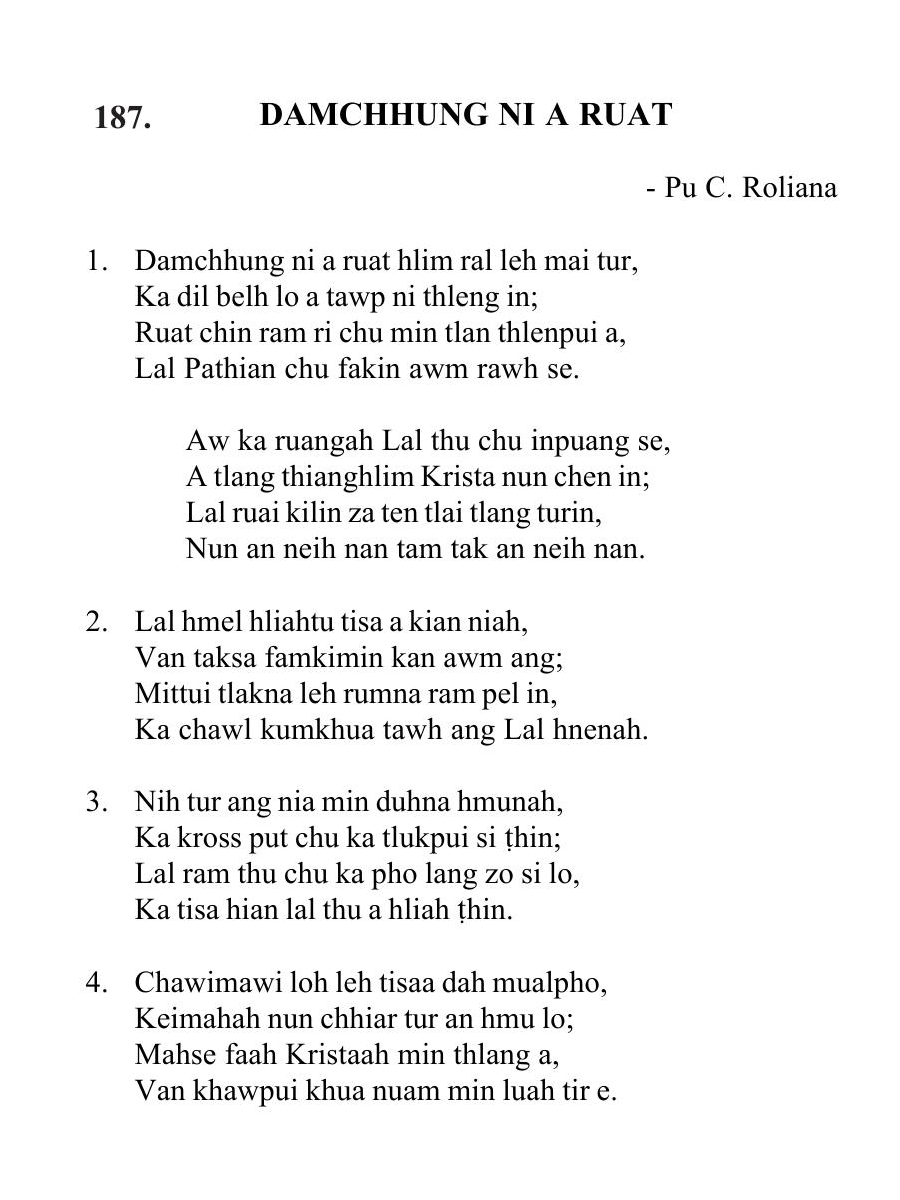 187. DAMCHHUNG NI A RUAT
- Pu C. Roliana
1. Damchhung ni a ruat hlim ral leh mai tur,
Ka dil belh lo a tawp ni thleng in;
Ruat chin ram ri chu min tlan thlenpui a,
Lal Pathian chu fakin awm rawh se.
Aw ka ruangah Lal thu chu inpuang se,
A tlang thianghlim Krista nun chen in;
Lal ruai kilin za ten tlai tlang turin,
Nun an neih nan tam tak an neih nan.
2. Lal hmel hliahtu tisa a kian niah,
Van taksa famkimin kan awm ang;
Mittui tlakna leh rumna ram pel in,
Ka chawl kumkhua tawh ang Lal hnenah.
3. Nih tur ang nia min duhna hmunah,
Ka kross put chu ka tlukpui si ṭhin;
Lal ram thu chu ka pho lang zo si lo,
Ka tisa hian lal thu a hliah ṭhin.
4. Chawimawi loh leh tisaa dah mualpho,
Keimahah nun chhiar tur an hmu lo;
Mahse faah Kristaah min thlang a,
Van khawpui khua nuam min luah tir e.